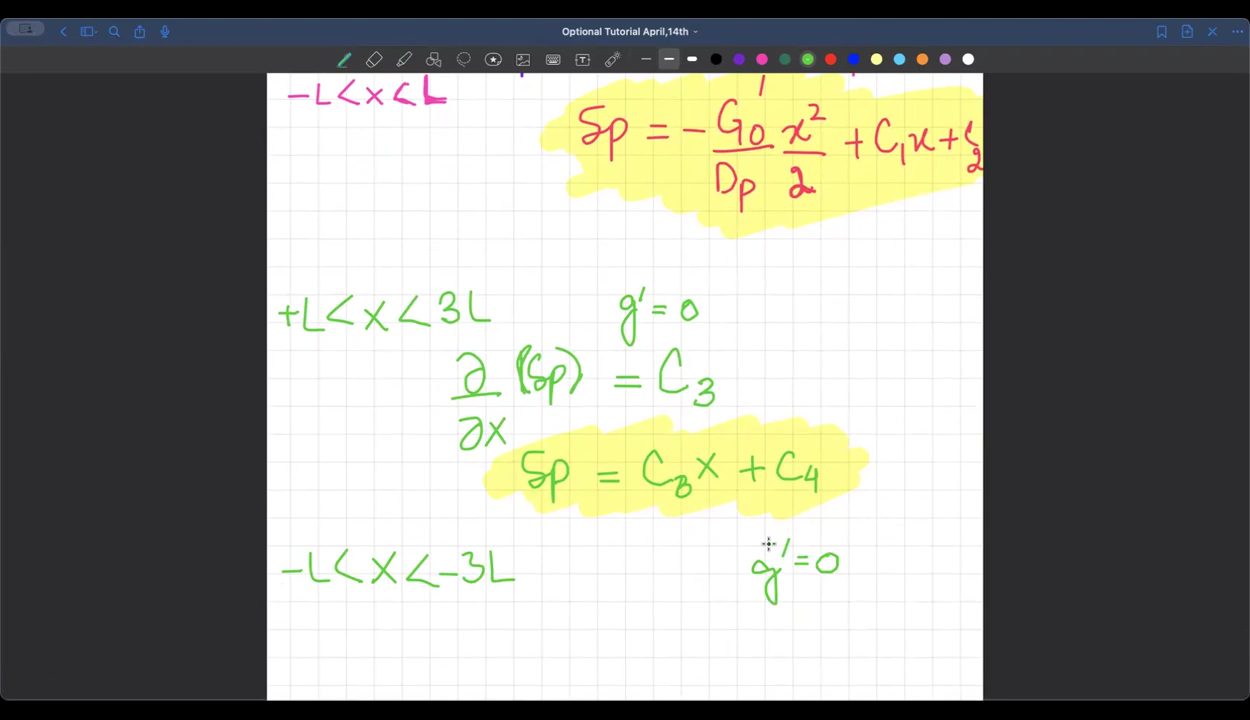 Optional Tutorial April,14th
-L<x<L
δp = -G₀'/Dp x²/2 + C₁x + C₂
+L<x<3L g'=0
∂/∂x (δp) = C₃
δp = C₃x + C₄
-L<x<-3L g'=0